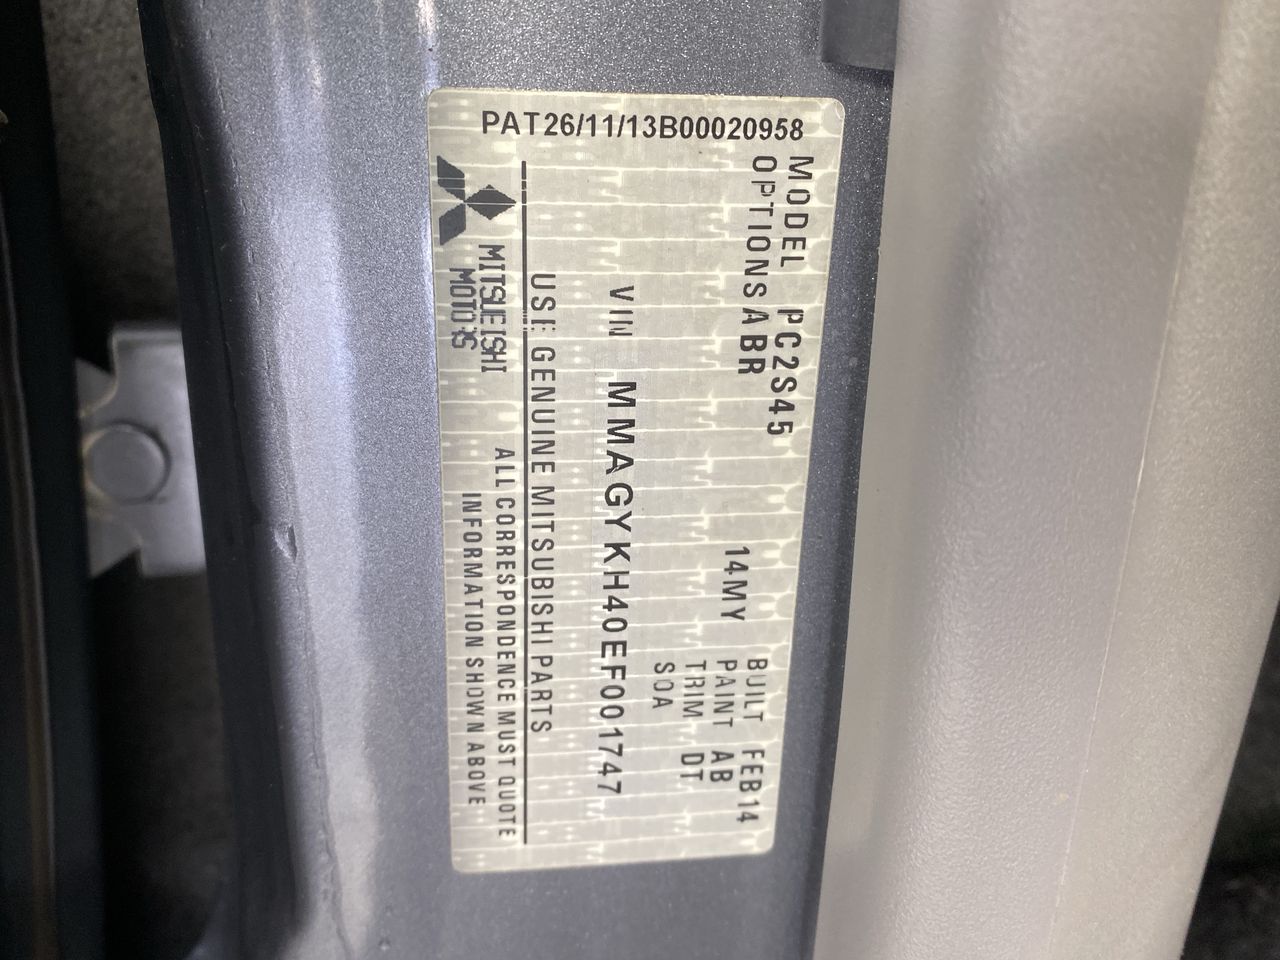 PAT26/11/13B00020958
MODEL PC2S45
OPTIONS ABR
14MY
BUILT FEB14
PAINT AB
TRIM DT
SOA
VIN MMAGYKH40EF001747
USE GENUINE MITSUBISHI PARTS
MITSUBISHI
MOTORS
ALL CORRESPONDENCE MUST QUOTE
INFORMATION SHOWN ABOVE